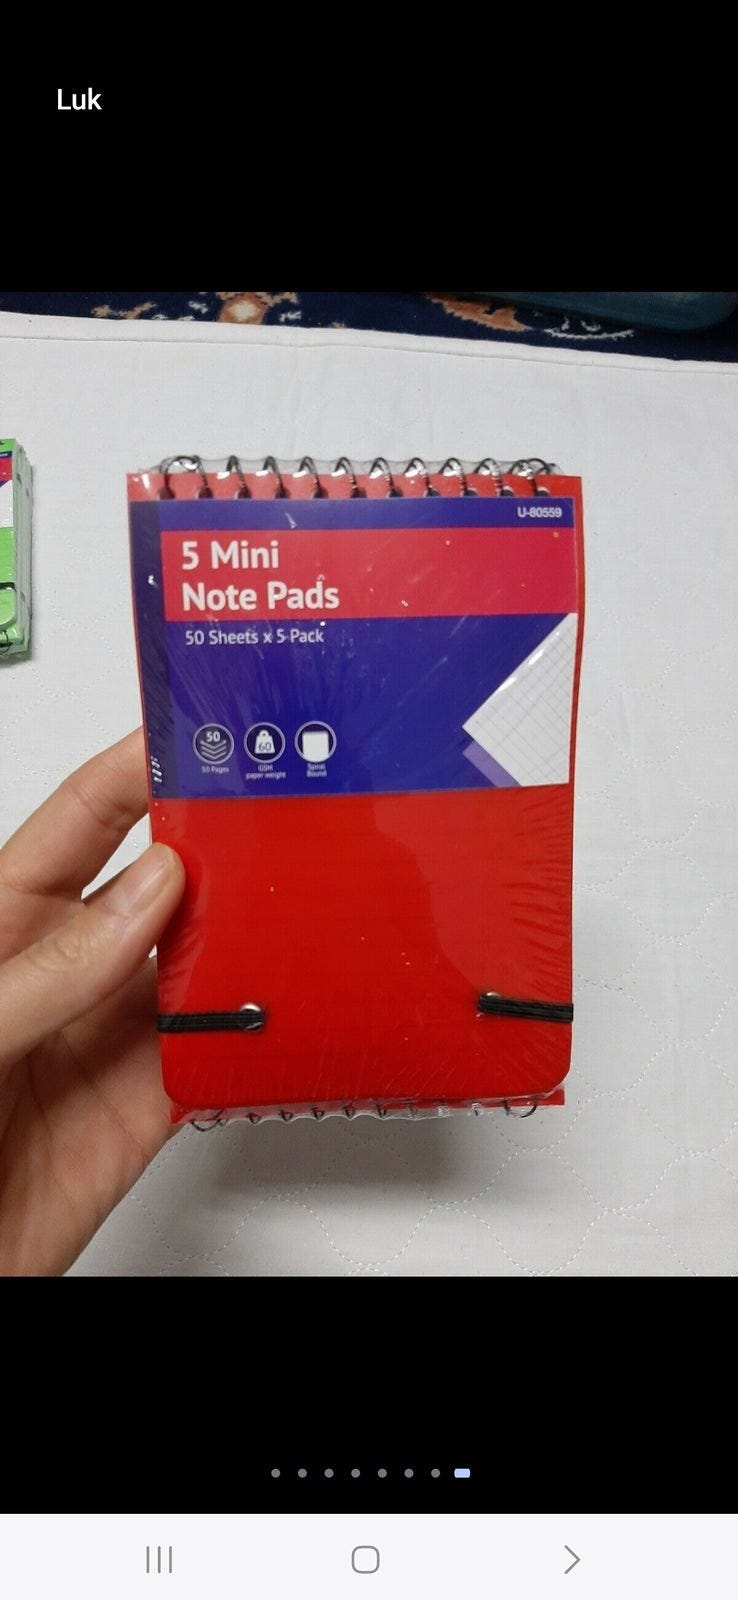 Luk
U-80559
5 Mini
Note Pads
50 Sheets x 5 Pack
50
50 Pages
60
GSM
paper weight
Spiral
Bound